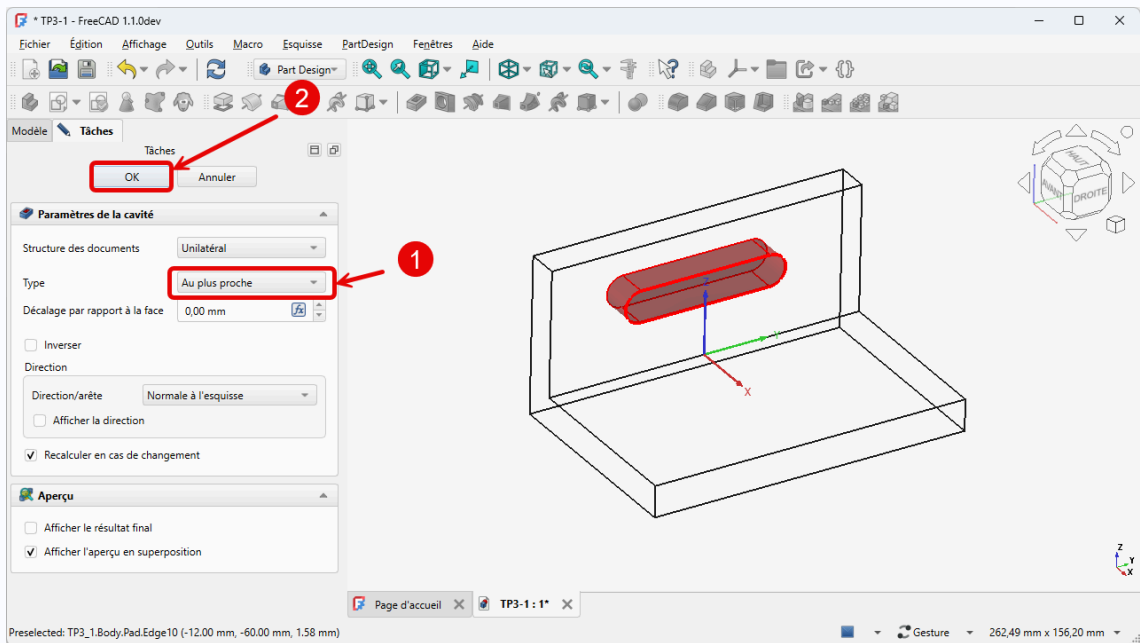 * TP3-1 - FreeCAD 1.1.0dev
Fichier Édition Affichage Outils Macro Esquisse PartDesign Fenêtres Aide
Part Design
2
Modèle Tâches
Tâches
OK Annuler
Paramètres de la cavité
Structure des documents Unilatéral
1
Type Au plus proche
Décalage par rapport à la face 0,00 mm fx
Inverser
Direction
Direction/arête Normale à l'esquisse
Afficher la direction
Recalculer en cas de changement
Aperçu
Afficher le résultat final
Afficher l'aperçu en superposition
HAUT
AVANT
DROITE
Z
Y
X
Z
Y
X
Page d'accueil TP3-1 : 1*
Preselected: TP3_1.Body.Pad.Edge10 (-12.00 mm, -60.00 mm, 1.58 mm) Gesture 262,49 mm x 156,20 mm